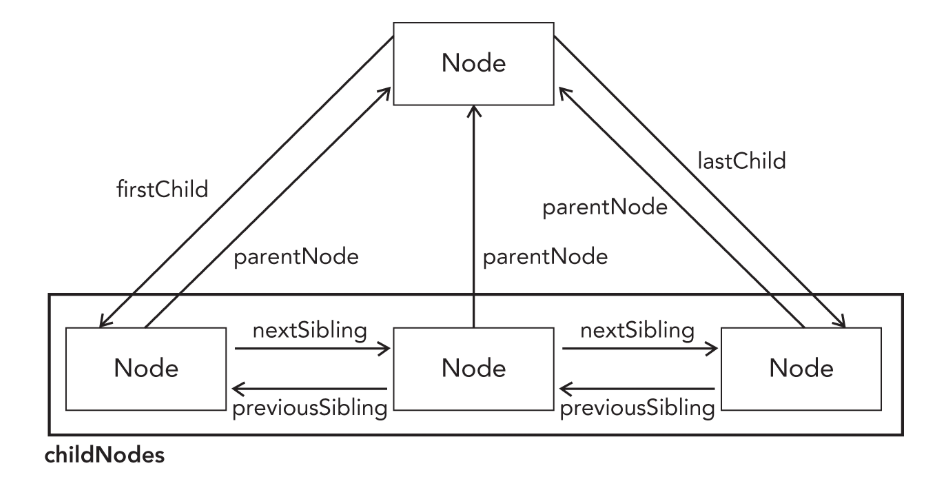 Node
lastChild
firstChild
parentNode
parentNode
parentNode
nextSibling
nextSibling
Node
Node
Node
previousSibling
previousSibling
childNodes